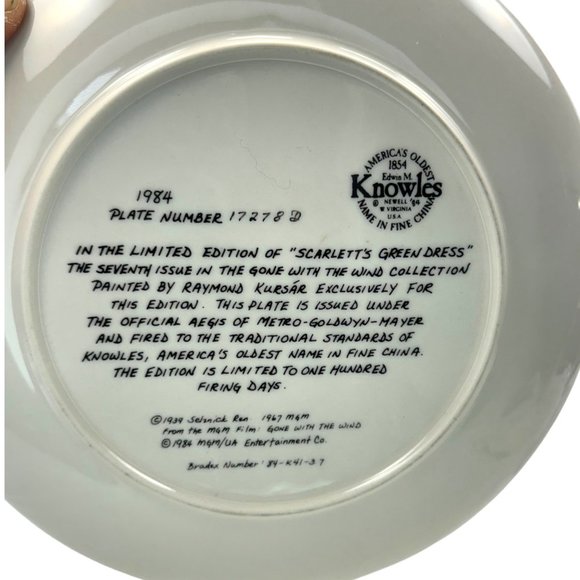 AMERICA'S OLDEST
1854
Edwin M.
Knowles
© NEWELL '84
W VIRGINIA
USA
NAME IN FINE CHINA
1984
PLATE NUMBER 17278 D
IN THE LIMITED EDITION OF "SCARLETT'S GREEN DRESS"
THE SEVENTH ISSUE IN THE GONE WITH THE WIND COLLECTION
PAINTED BY RAYMOND KURSÁR EXCLUSIVELY FOR
THIS EDITION. THIS PLATE IS ISSUED UNDER
THE OFFICIAL AEGIS OF METRO-GOLDWYN-MAYER
AND FIRED TO THE TRADITIONAL STANDARDS OF
KNOWLES, AMERICA'S OLDEST NAME IN FINE CHINA.
THE EDITION IS LIMITED TO ONE HUNDRED
FIRING DAYS.
©1939 Selznick Ren 1967 MGM
From the MGM Film: GONE WITH THE WIND
©1984 MGM/UA Entertainment Co.
Bradex Number '84-K41-3.7